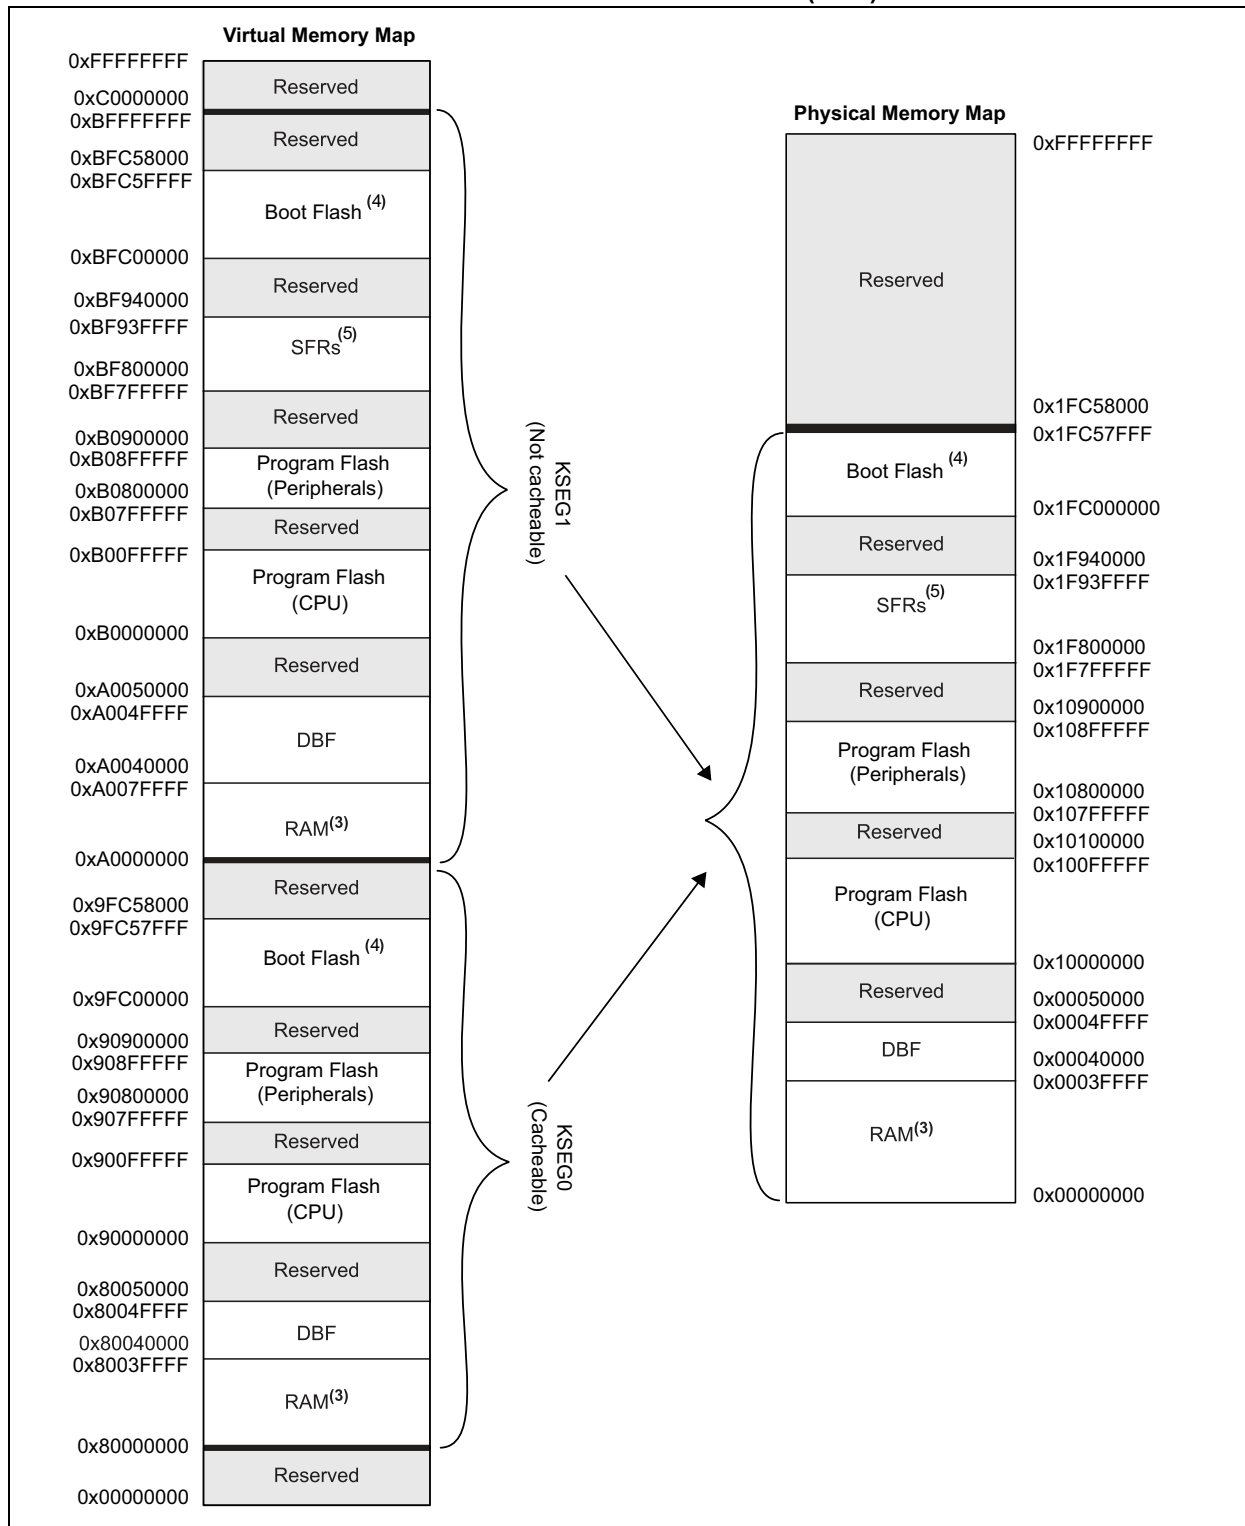 Virtual Memory Map
0xFFFFFFFF
Reserved
0xC0000000
0xBFFFFFFF
Reserved
0xBFC58000
0xBFC5FFFF
Boot Flash (4)
0xBFC00000
Reserved
0xBF940000
0xBF93FFFF
SFRs(5)
0xBF800000
0xBF7FFFFF
Reserved
0xB0900000
0xB08FFFFF
Program Flash
(Peripherals)
0xB0800000
0xB07FFFFF
Reserved
0xB00FFFFF
Program Flash
(CPU)
0xB0000000
Reserved
0xA0050000
0xA004FFFF
DBF
0xA0040000
0xA007FFFF
RAM(3)
0xA0000000
Reserved
0x9FC58000
0x9FC57FFF
Boot Flash (4)
0x9FC00000
Reserved
0x90900000
0x908FFFFF
Program Flash
(Peripherals)
0x90800000
0x907FFFFF
Reserved
0x900FFFFF
Program Flash
(CPU)
0x90000000
Reserved
0x80050000
0x8004FFFF
DBF
0x80040000
0x8003FFFF
RAM(3)
0x80000000
Reserved
0x00000000
KSEG1
(Not cacheable)
KSEG0
(Cacheable)
Physical Memory Map
0xFFFFFFFF
Reserved
0x1FC58000
0x1FC57FFF
Boot Flash (4)
0x1FC000000
Reserved
0x1F940000
0x1F93FFFF
SFRs(5)
0x1F800000
0x1F7FFFFF
Reserved
0x10900000
0x108FFFFF
Program Flash
(Peripherals)
0x10800000
0x107FFFFF
Reserved
0x10100000
0x100FFFFF
Program Flash
(CPU)
0x10000000
Reserved
0x00050000
0x0004FFFF
DBF
0x00040000
0x0003FFFF
RAM(3)
0x00000000